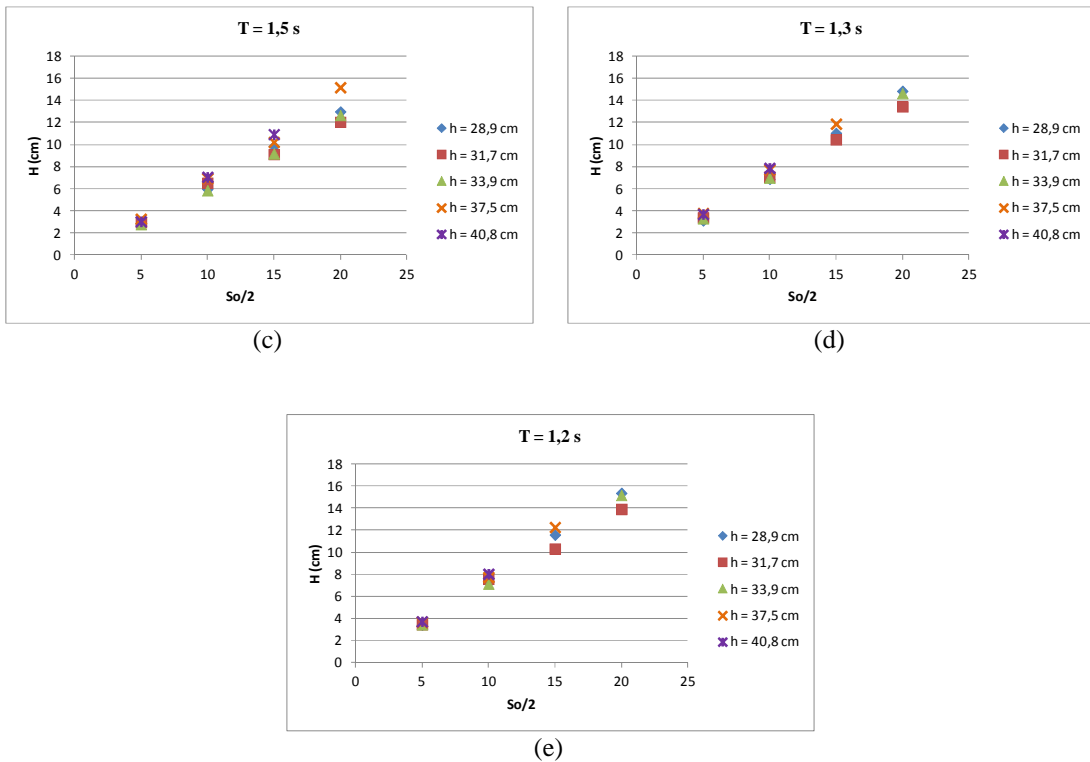 T = 1,5 s
H (cm)
18
16
14
12
10
8
6
4
2
0
0 5 10 15 20 25
So/2
h = 28,9 cm
h = 31,7 cm
h = 33,9 cm
h = 37,5 cm
h = 40,8 cm
(c)
T = 1,3 s
H (cm)
18
16
14
12
10
8
6
4
2
0
0 5 10 15 20 25
So/2
h = 28,9 cm
h = 31,7 cm
h = 33,9 cm
h = 37,5 cm
h = 40,8 cm
(d)
T = 1,2 s
H (cm)
18
16
14
12
10
8
6
4
2
0
0 5 10 15 20 25
So/2
h = 28,9 cm
h = 31,7 cm
h = 33,9 cm
h = 37,5 cm
h = 40,8 cm
(e)